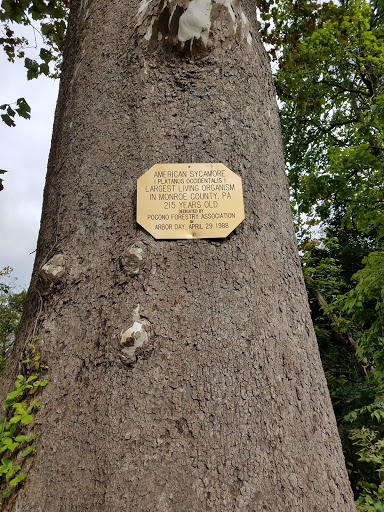 AMERICAN SYCAMORE
( PLATANUS OCCIDENTALIS )
LARGEST LIVING ORGANISM
IN MONROE COUNTY, PA
215 YEARS OLD
DEDICATED BY
POCONO FORESTRY ASSOCIATION
ON
ARBOR DAY, APRIL 29, 1988